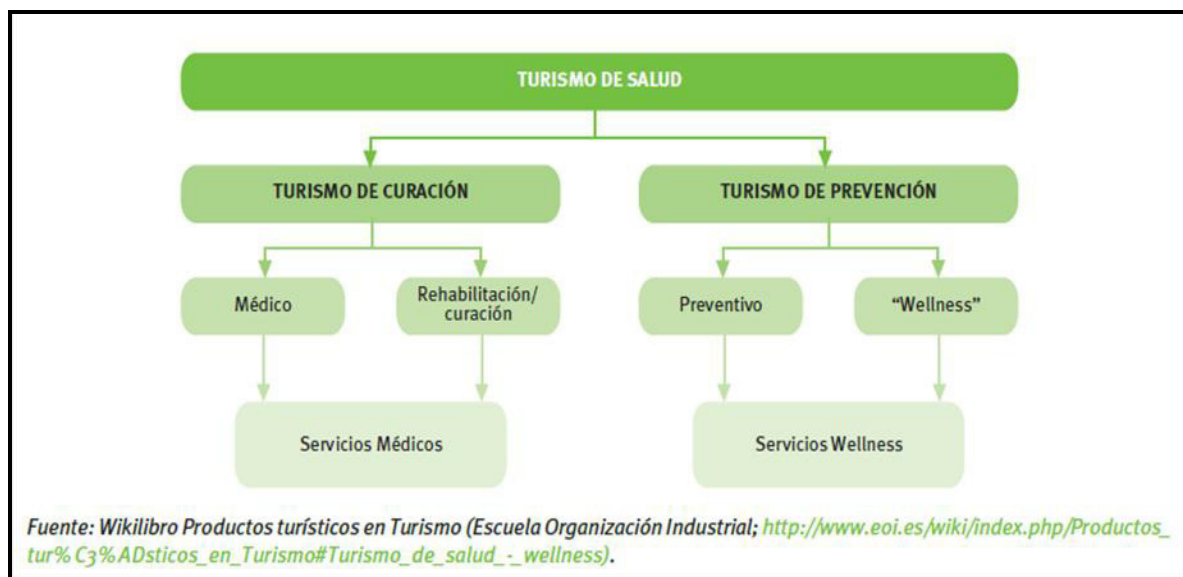 TURISMO DE SALUD
TURISMO DE CURACIÓN
TURISMO DE PREVENCIÓN
Médico
Rehabilitación/
curación
Preventivo
“Wellness”
Servicios Médicos
Servicios Wellness
Fuente: Wikilibro Productos turísticos en Turismo (Escuela Organización Industrial; http://www.eoi.es/wiki/index.php/Productos_
tur% C3% ADsticos_en_Turismo#Turismo_de_salud_-_wellness).